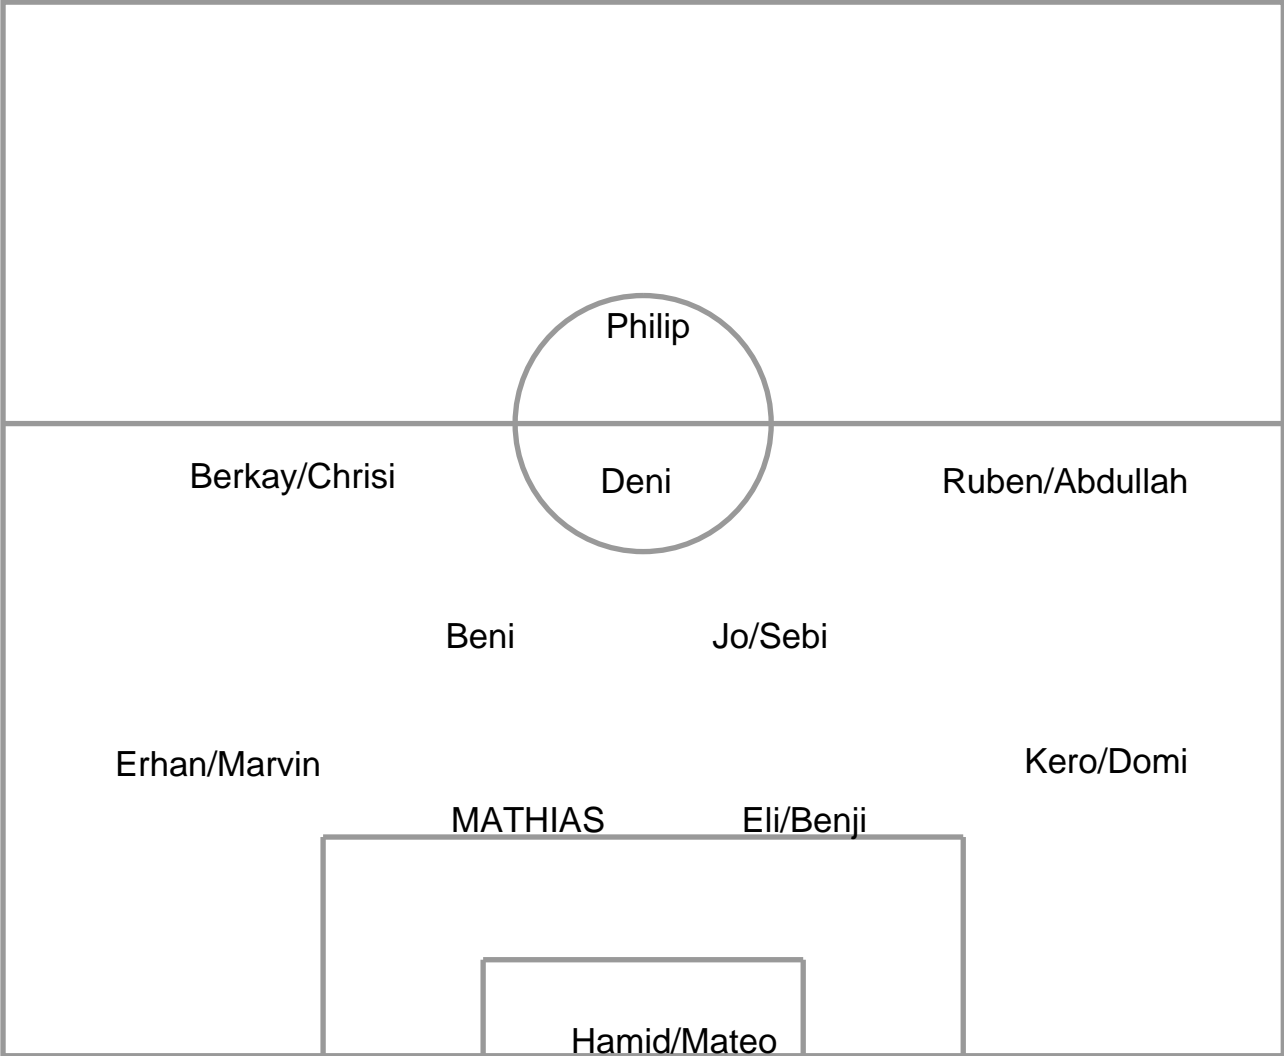 Philip
Berkay/Chrisi
Deni
Ruben/Abdullah
Beni
Jo/Sebi
Erhan/Marvin
Kero/Domi
MATHIAS
Eli/Benji
Hamid/Mateo